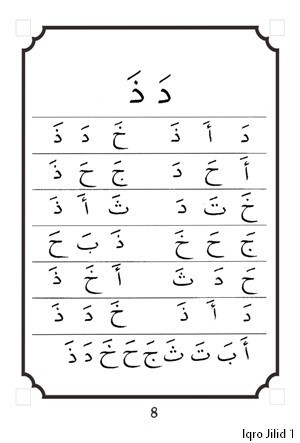 دَ ذَ
دَ أَ ذَ خَ دَ ذَ
أَ حَ دَ جَ حَ ذَ
خَ تَ دَ ثَ أَ ذَ
جَ حَ خَ ذَ بَ حَ
حَ دَ ثَ أَ خَ ذَ
دَ أَ ذَ خَ دَ ذَ
أَ بَ تَ ثَ جَ حَ خَ دَ ذَ
8
Iqro Jilid 1